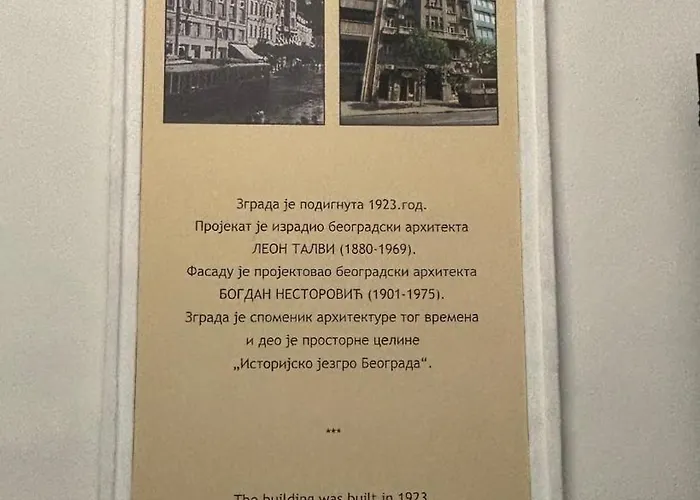 Зграда је подигнута 1923.год.
Пројекат је израдио београдски архитекта
ЛЕОН ТАЛВИ (1880-1969).
Фасаду је пројектовао београдски архитекта
БОГДАН НЕСТОРОВИЋ (1901-1975).
Зграда је споменик архитектуре тог времена
и део је просторне целине
„Историјско језгро Београда“.
***
The building was built in 1923